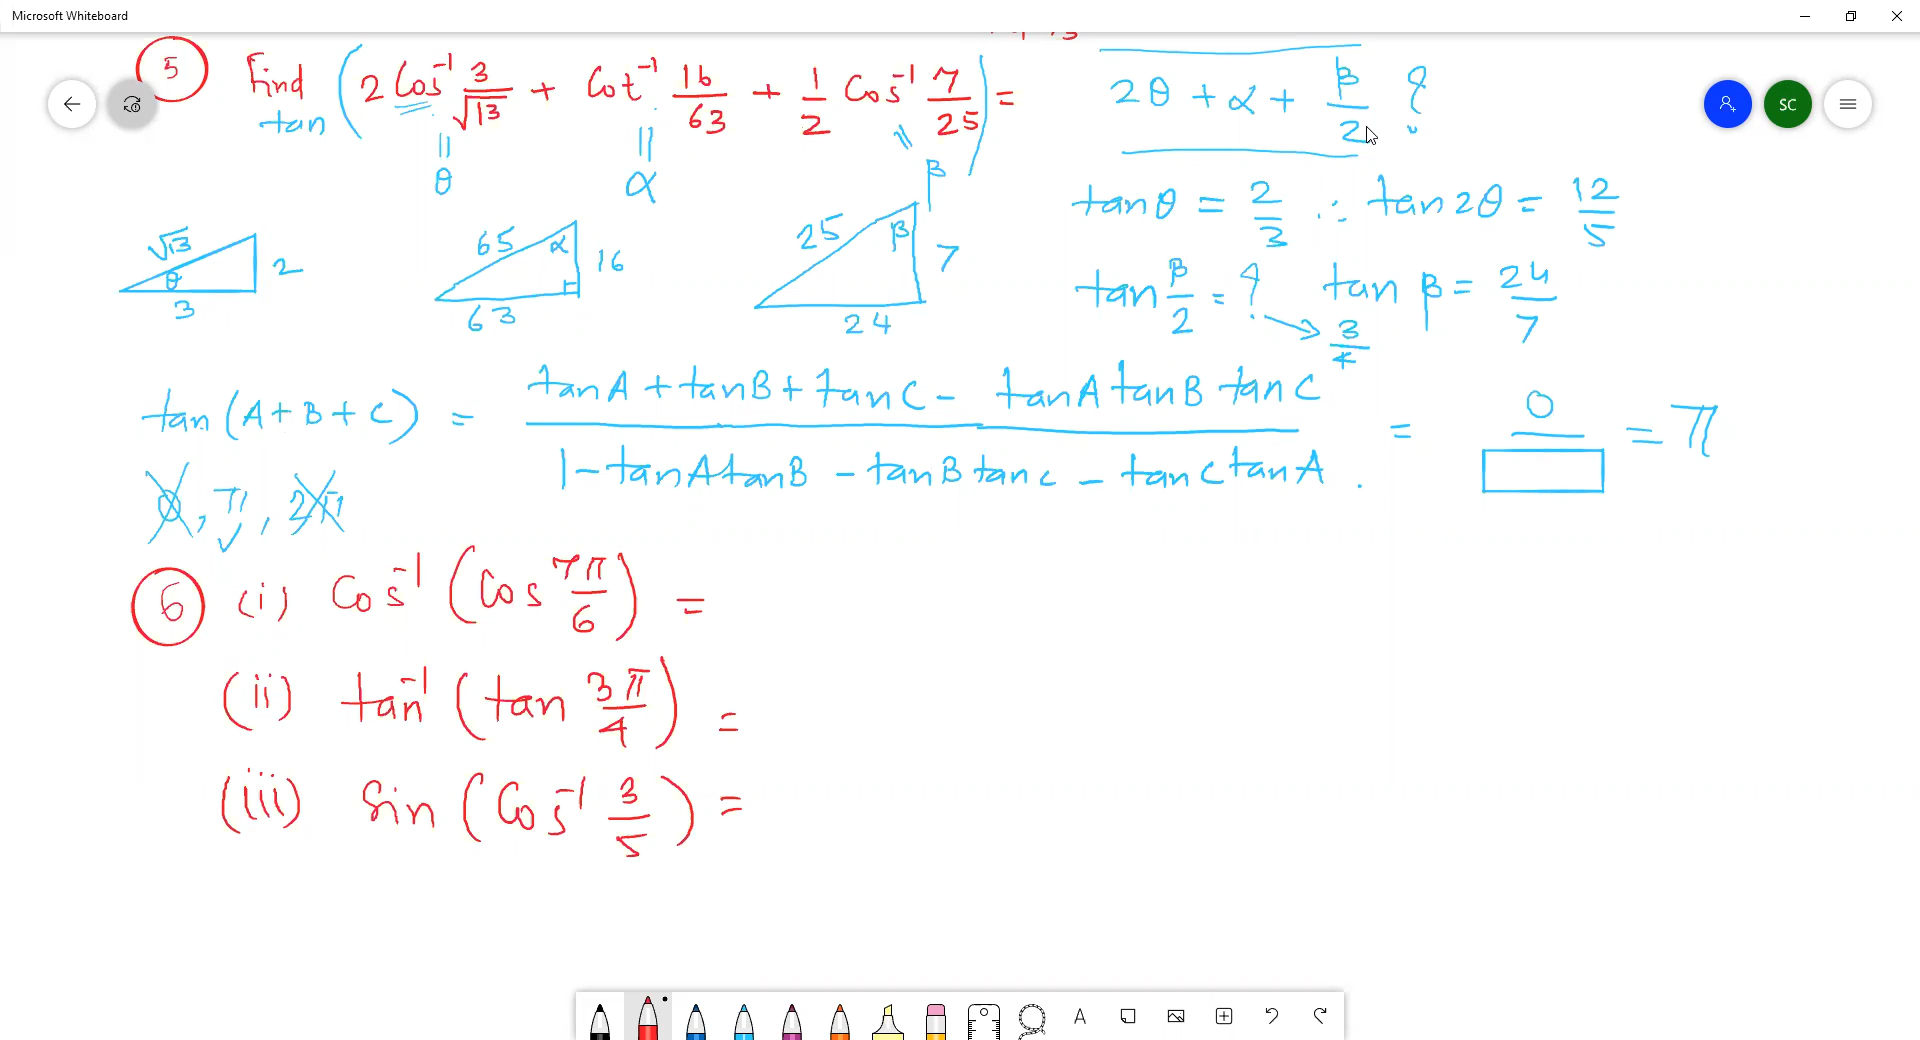 Microsoft Whiteboard
5 Find tan (2 Cos⁻¹ 3/√13 + Cot⁻¹ 16/63 + 1/2 Cos⁻¹ 7/25) =
2θ + α + β/2 ?
SC
θ α β
tanθ = 2/3 ∴ tan2θ = 12/5
√13 θ 2 3
65 α 16 63
25 β 7 24
tan β/2 = ? → 3/4 tan β = 24/7
tan (A+B+C) = tanA + tanB + tanC - tanA tanB tanC / 1 - tanA tanB - tanB tanC - tanC tanA . = 0/□ = π
0, π ✓, 2π
6 (i) Cos⁻¹ (Cos 7π/6) =
(ii) tan⁻¹ (tan 3π/4) =
(iii) Sin (Cos⁻¹ 3/5) =
A